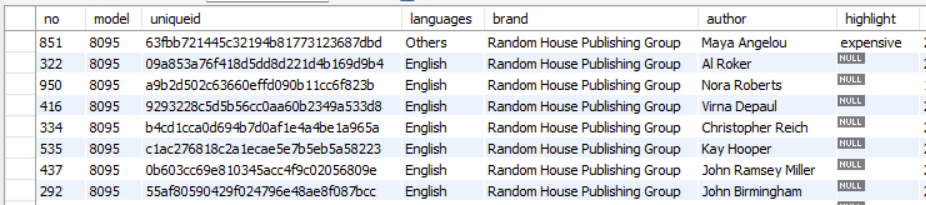 no model uniqueid languages brand author highlight
851 8095 63fbb721445c32194b81773123687dbd Others Random House Publishing Group Maya Angelou expensive
322 8095 09a853a76f418d5dd8d221d4b169d9b4 English Random House Publishing Group Al Roker NULL
950 8095 a9b2d502c63660effd090b11cc6f823b English Random House Publishing Group Nora Roberts NULL
416 8095 9293228c5d5b56cc0aa60b2349a533d8 English Random House Publishing Group Virna Depaul NULL
334 8095 b4cd1cca0d694b7d0af1e4a4be1a965a English Random House Publishing Group Christopher Reich NULL
535 8095 c1ac276818c2a1ecae5e7b5eb5a58223 English Random House Publishing Group Kay Hooper NULL
437 8095 0b603cc69e810345acc4f9c02056809e English Random House Publishing Group John Ramsey Miller NULL
292 8095 55af80590429f024796e48ae8f087bcc English Random House Publishing Group John Birmingham NULL